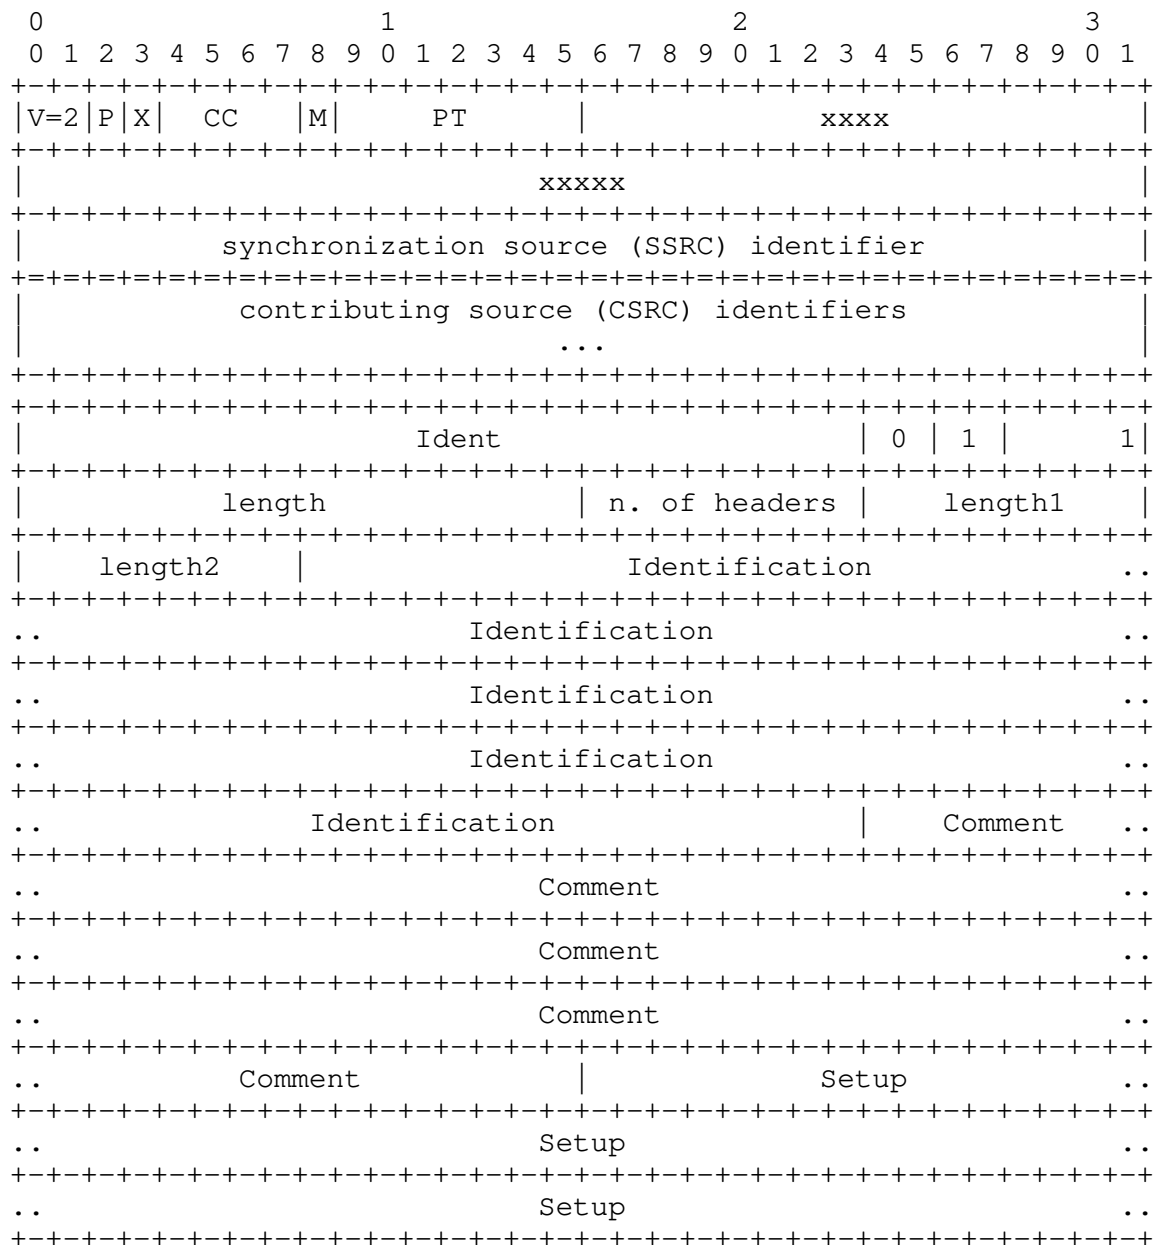 0                   1                   2                   3
 0 1 2 3 4 5 6 7 8 9 0 1 2 3 4 5 6 7 8 9 0 1 2 3 4 5 6 7 8 9 0 1
+-+-+-+-+-+-+-+-+-+-+-+-+-+-+-+-+-+-+-+-+-+-+-+-+-+-+-+-+-+-+-+-+
|V=2|P|X|  CC   |M|     PT      |             xxxx              |
+-+-+-+-+-+-+-+-+-+-+-+-+-+-+-+-+-+-+-+-+-+-+-+-+-+-+-+-+-+-+-+-+
|                             xxxxx                             |
+-+-+-+-+-+-+-+-+-+-+-+-+-+-+-+-+-+-+-+-+-+-+-+-+-+-+-+-+-+-+-+-+
|           synchronization source (SSRC) identifier            |
+=+=+=+=+=+=+=+=+=+=+=+=+=+=+=+=+=+=+=+=+=+=+=+=+=+=+=+=+=+=+=+=+
|            contributing source (CSRC) identifiers             |
|                              ...                              |
+-+-+-+-+-+-+-+-+-+-+-+-+-+-+-+-+-+-+-+-+-+-+-+-+-+-+-+-+-+-+-+-+
+-+-+-+-+-+-+-+-+-+-+-+-+-+-+-+-+-+-+-+-+-+-+-+-+-+-+-+-+-+-+-+-+
|                      Ident                    | 0 | 1 |      1|
+-+-+-+-+-+-+-+-+-+-+-+-+-+-+-+-+-+-+-+-+-+-+-+-+-+-+-+-+-+-+-+-+
|           length              | n. of headers |    length1    |
+-+-+-+-+-+-+-+-+-+-+-+-+-+-+-+-+-+-+-+-+-+-+-+-+-+-+-+-+-+-+-+-+
|    length2    |                  Identification              ..
+-+-+-+-+-+-+-+-+-+-+-+-+-+-+-+-+-+-+-+-+-+-+-+-+-+-+-+-+-+-+-+-+
..                        Identification                       ..
+-+-+-+-+-+-+-+-+-+-+-+-+-+-+-+-+-+-+-+-+-+-+-+-+-+-+-+-+-+-+-+-+
..                        Identification                       ..
+-+-+-+-+-+-+-+-+-+-+-+-+-+-+-+-+-+-+-+-+-+-+-+-+-+-+-+-+-+-+-+-+
..                        Identification                       ..
+-+-+-+-+-+-+-+-+-+-+-+-+-+-+-+-+-+-+-+-+-+-+-+-+-+-+-+-+-+-+-+-+
..               Identification                 |    Comment   ..
+-+-+-+-+-+-+-+-+-+-+-+-+-+-+-+-+-+-+-+-+-+-+-+-+-+-+-+-+-+-+-+-+
..                            Comment                          ..
+-+-+-+-+-+-+-+-+-+-+-+-+-+-+-+-+-+-+-+-+-+-+-+-+-+-+-+-+-+-+-+-+
..                            Comment                          ..
+-+-+-+-+-+-+-+-+-+-+-+-+-+-+-+-+-+-+-+-+-+-+-+-+-+-+-+-+-+-+-+-+
..                            Comment                          ..
+-+-+-+-+-+-+-+-+-+-+-+-+-+-+-+-+-+-+-+-+-+-+-+-+-+-+-+-+-+-+-+-+
..           Comment            |             Setup            ..
+-+-+-+-+-+-+-+-+-+-+-+-+-+-+-+-+-+-+-+-+-+-+-+-+-+-+-+-+-+-+-+-+
..                            Setup                            ..
+-+-+-+-+-+-+-+-+-+-+-+-+-+-+-+-+-+-+-+-+-+-+-+-+-+-+-+-+-+-+-+-+
..                            Setup                            ..
+-+-+-+-+-+-+-+-+-+-+-+-+-+-+-+-+-+-+-+-+-+-+-+-+-+-+-+-+-+-+-+-+